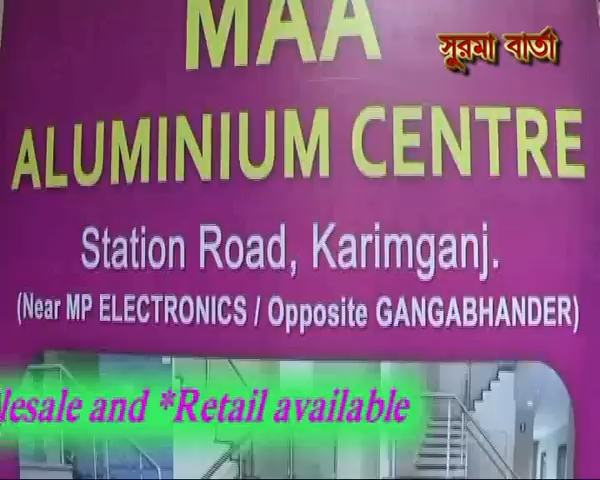 MAA
সুরমা বার্তা
ALUMINIUM CENTRE
Station Road, Karimganj.
(Near MP ELECTRONICS / Opposite GANGABHANDER)
lesale and *Retail available